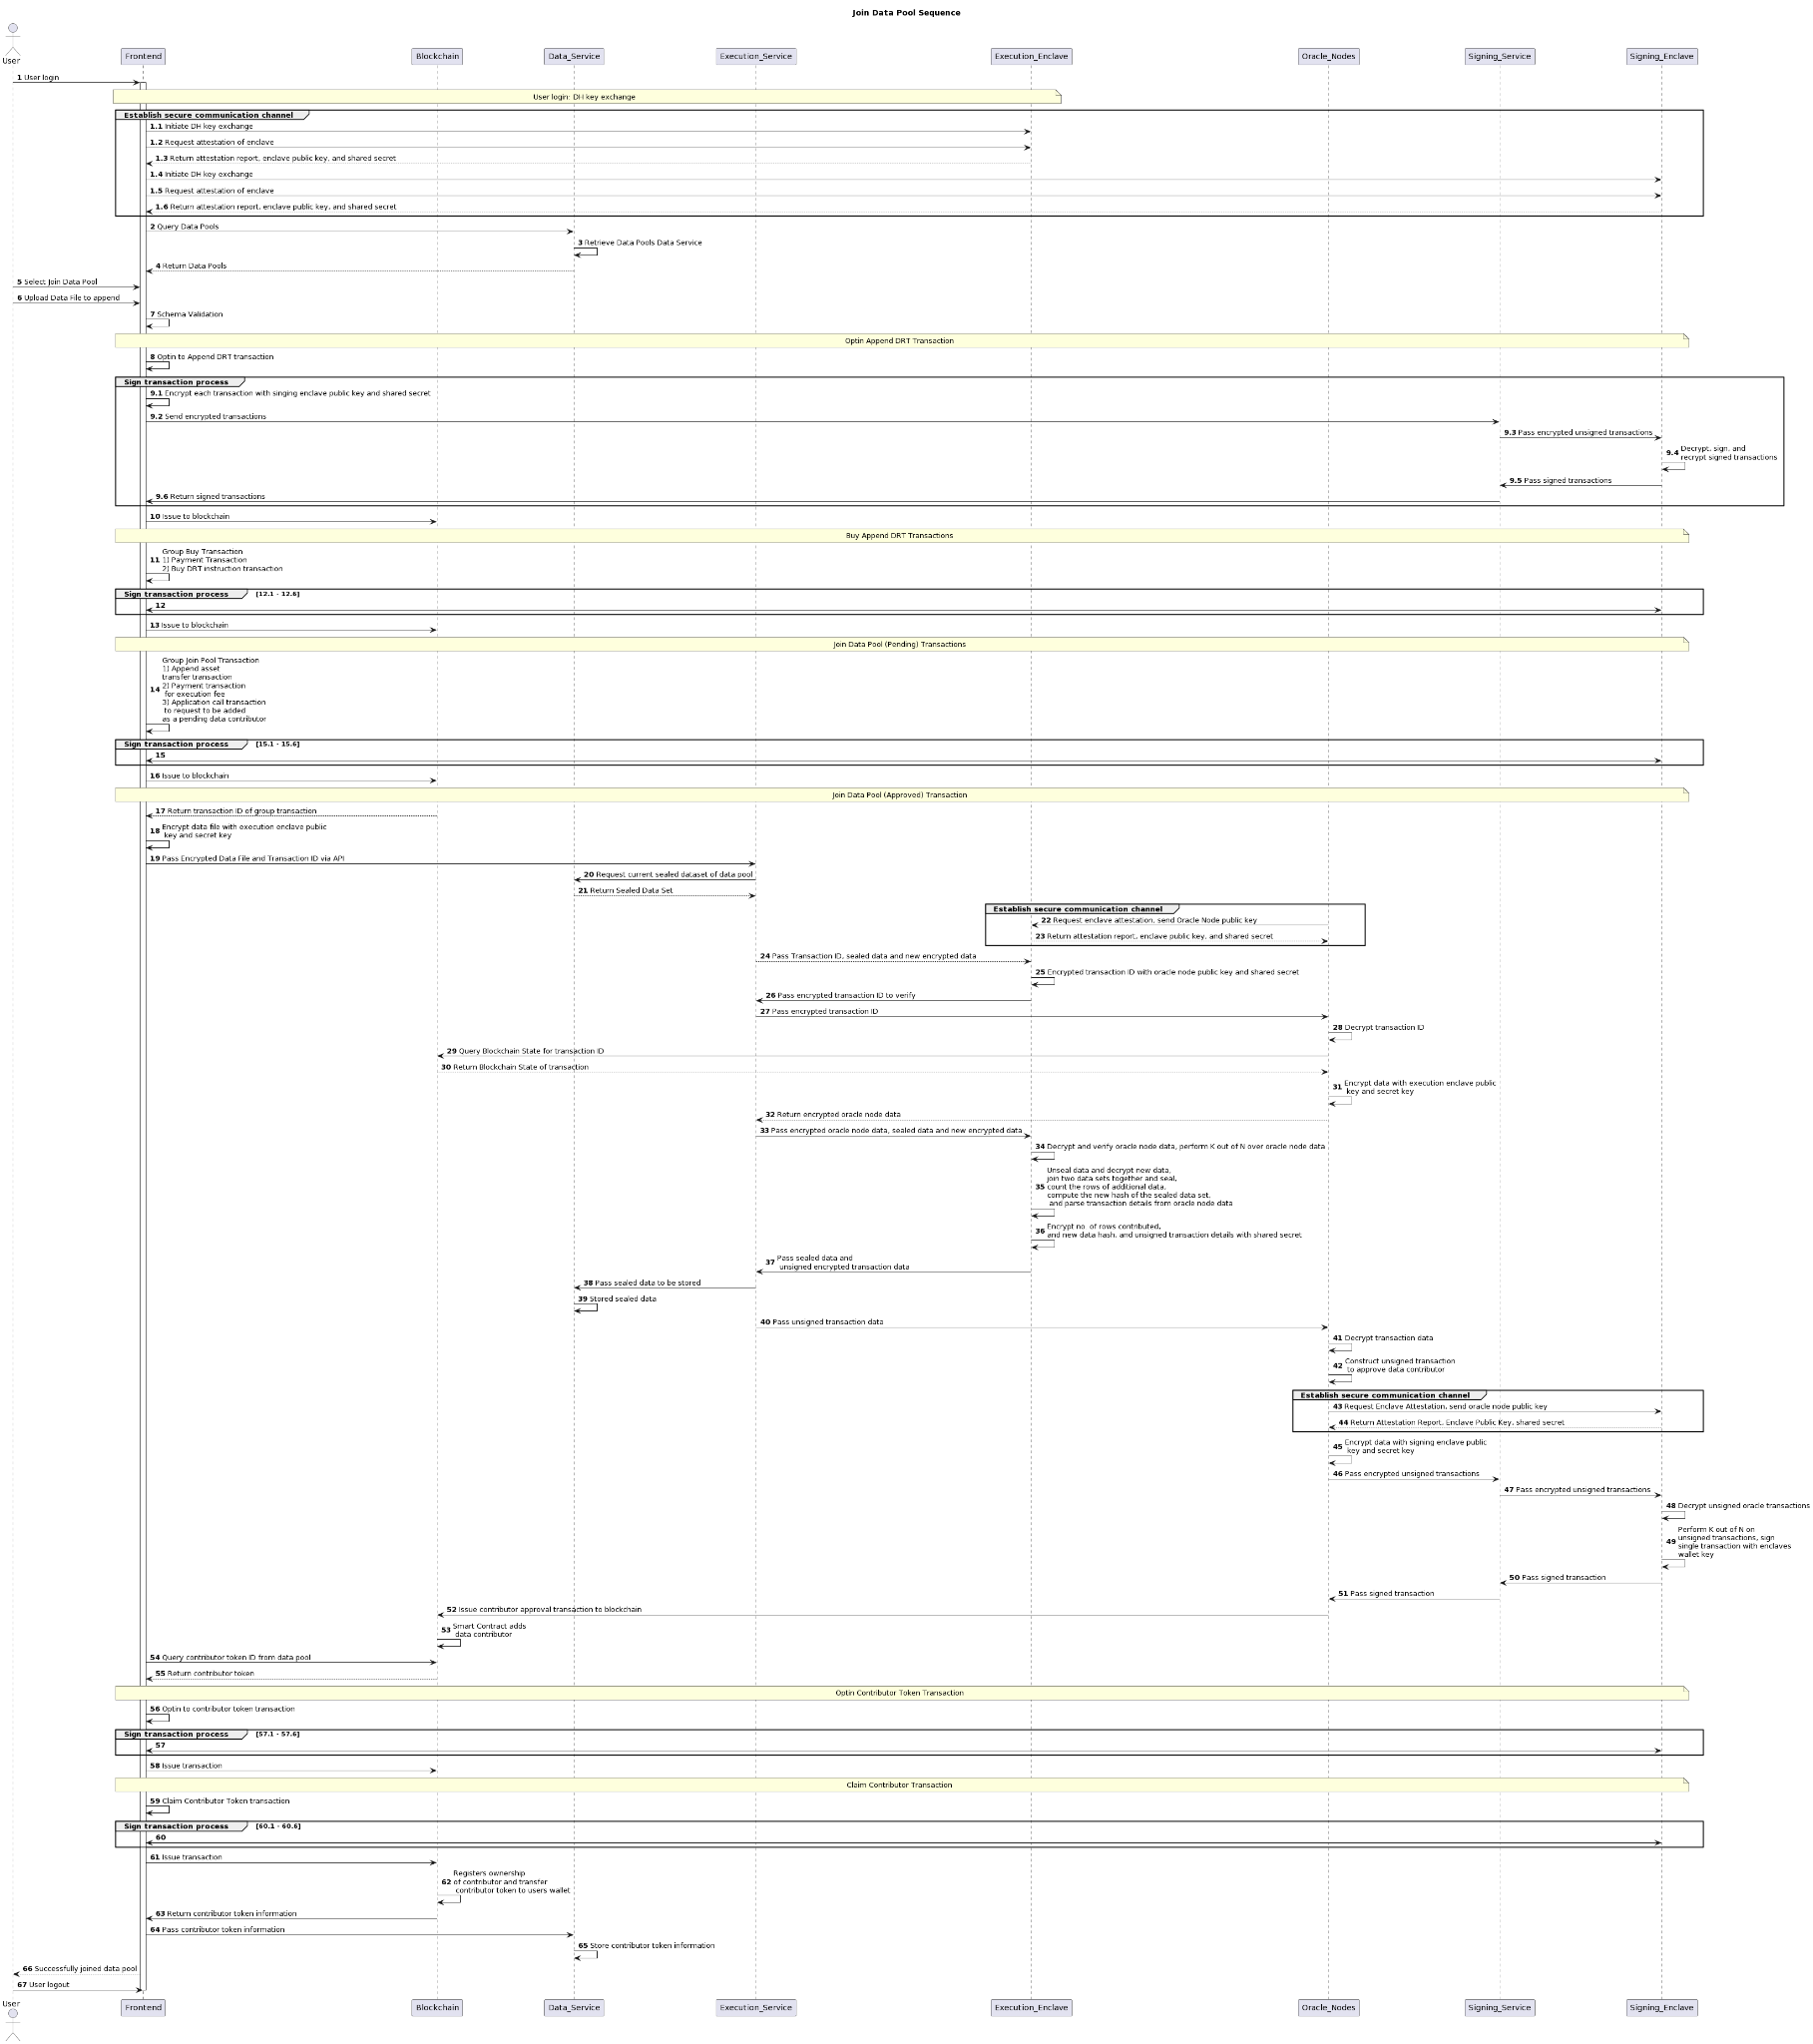 Join Data Pool Sequence
User
Frontend
Blockchain
Data_Service
Execution_Service
Execution_Enclave
Oracle_Nodes
Signing_Service
Signing_Enclave
1 User login
User login: DH key exchange
Establish secure communication channel
1.1 Initiate DH key exchange
1.2 Request attestation of enclave
1.3 Return attestation report, enclave public key, and shared secret
1.4 Initiate DH key exchange
1.5 Request attestation of enclave
1.6 Return attestation report, enclave public key, and shared secret
2 Query Data Pools
3 Retrieve Data Pools Data Service
4 Return Data Pools
5 Select Join Data Pool
6 Upload Data File to append
7 Schema Validation
Optin Append DRT Transaction
8 Optin to Append DRT transaction
Sign transaction process
9.1 Encrypt each transaction with singing enclave public key and shared secret
9.2 Send encrypted transactions
9.3 Pass encrypted unsigned transactions
9.4 Decrypt, sign, and
recrypt signed transactions
9.5 Pass signed transactions
9.6 Return signed transactions
10 Issue to blockchain
Buy Append DRT Transactions
Group Buy Transaction
11 1) Payment Transaction
2) Buy DRT instruction transaction
Sign transaction process [12.1 - 12.6]
12
13 Issue to blockchain
Join Data Pool (Pending) Transactions
Group Join Pool Transaction
1) Append asset
transfer transaction
14 2) Payment transaction
for execution fee
3) Application call transaction
to request to be added
as a pending data contributor
Sign transaction process [15.1 - 15.6]
15
16 Issue to blockchain
Join Data Pool (Approved) Transaction
17 Return transaction ID of group transaction
18 Encrypt data file with execution enclave public
key and secret key
19 Pass Encrypted Data File and Transaction ID via API
20 Request current sealed dataset of data pool
21 Return Sealed Data Set
Establish secure communication channel
22 Request enclave attestation, send Oracle Node public key
23 Return attestation report, enclave public key, and shared secret
24 Pass Transaction ID, sealed data and new encrypted data
25 Encrypted transaction ID with oracle node public key and shared secret
26 Pass encrypted transaction ID to verify
27 Pass encrypted transaction ID
28 Decrypt transaction ID
29 Query Blockchain State for transaction ID
30 Return Blockchain State of transaction
31 Encrypt data with execution enclave public
key and secret key
32 Return encrypted oracle node data
33 Pass encrypted oracle node data, sealed data and new encrypted data
34 Decrypt and verify oracle node data, perform K out of N over oracle node data
Unseal data and decrypt new data,
join two data sets together and seal,
35 count the rows of additional data,
compute the new hash of the sealed data set,
and parse transaction details from oracle node data
36 Encrypt no. of rows contributed,
and new data hash, and unsigned transaction details with shared secret
37 Pass sealed data and
unsigned encrypted transaction data
38 Pass sealed data to be stored
39 Stored sealed data
40 Pass unsigned transaction data
41 Decrypt transaction data
42 Construct unsigned transaction
to approve data contributor
Establish secure communication channel
43 Request Enclave Attestation, send oracle node public key
44 Return Attestation Report, Enclave Public Key, shared secret
45 Encrypt data with signing enclave public
key and secret key
46 Pass encrypted unsigned transactions
47 Pass encrypted unsigned transactions
48 Decrypt unsigned oracle transactions
Perform K out of N on
49 unsigned transactions, sign
single transaction with enclaves
wallet key
50 Pass signed transaction
51 Pass signed transaction
52 Issue contributor approval transaction to blockchain
53 Smart Contract adds
data contributor
54 Query contributor token ID from data pool
55 Return contributor token
Optin Contributor Token Transaction
56 Optin to contributor token transaction
Sign transaction process [57.1 - 57.6]
57
58 Issue transaction
Claim Contributor Transaction
59 Claim Contributor Token transaction
Sign transaction process [60.1 - 60.6]
60
61 Issue transaction
Registers ownership
62 of contributor and transfer
contributor token to users wallet
63 Return contributor token information
64 Pass contributor token information
65 Store contributor token information
66 Successfully joined data pool
67 User logout
User
Frontend
Blockchain
Data_Service
Execution_Service
Execution_Enclave
Oracle_Nodes
Signing_Service
Signing_Enclave